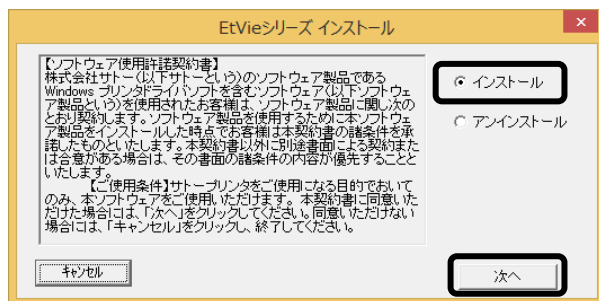 EtVieシリーズ インストール
×
【ソフトウェア使用許諾契約書】
株式会社サトー(以下サトーという)のソフトウェア製品である
Windows プリンタドライバソフトを含むソフトウェア(以下ソフトウェ
ア製品という)を使用されたお客様は、ソフトウェア製品に関し次の
とおり契約します。ソフトウェア製品を使用するために本ソフトウェ
ア製品をインストールした時点でお客様は本契約書の諸条件を承
諾したものといたします。本契約書以外に別途書面による契約また
は合意がある場合は、その書面の諸条件の内容が優先することと
いたします。
【ご使用条件】サトープリンタをご使用になる目的でおいて
のみ、本ソフトウェアをご使用いただけます。 本契約書に同意いた
だけた場合には、「次へ」をクリックしてください。同意いただけない
場合には、「キャンセル」をクリックし、終了してください。
インストール
アンインストール
キャンセル
次へ